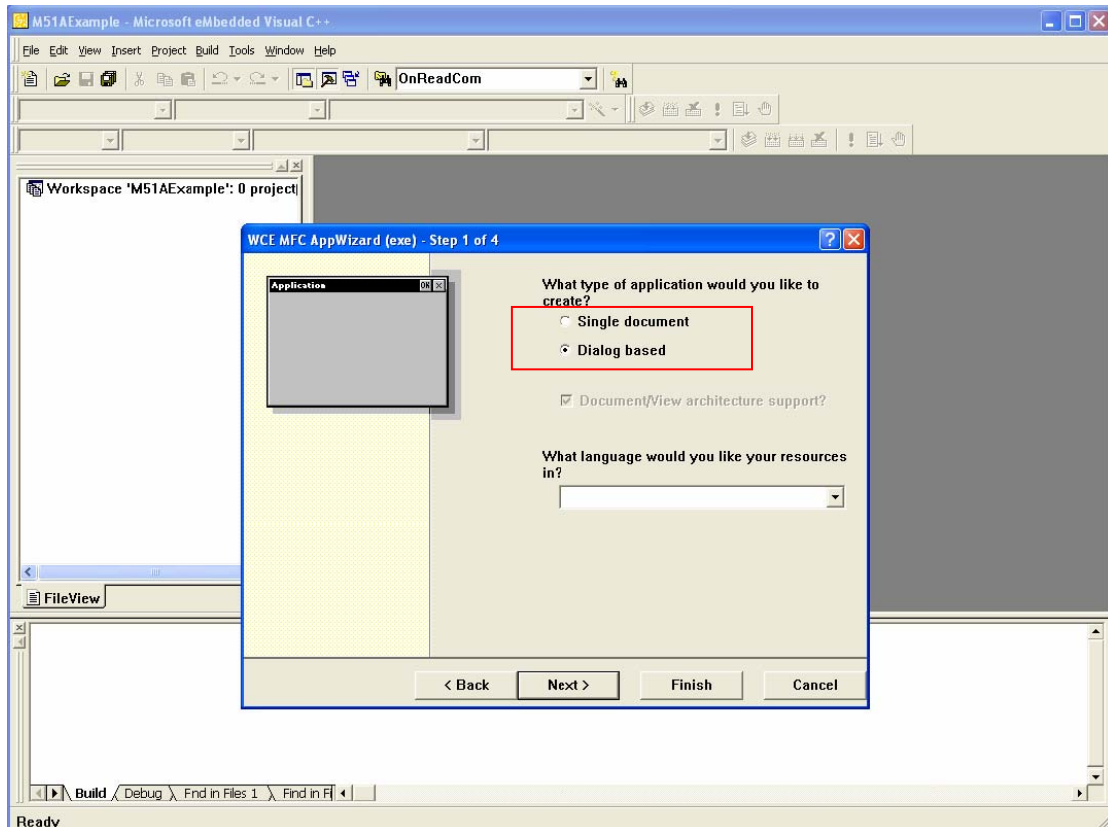 M51AExample - Microsoft eMbedded Visual C++
File Edit View Insert Project Build Tools Window Help
OnReadCom
Workspace 'M51AExample': 0 project
WCE MFC AppWizard (exe) - Step 1 of 4
Application
OK
What type of application would you like to
create?
Single document
Dialog based
Document/View architecture support?
What language would you like your resources
in?
FileView
< Back Next > Finish Cancel
Build Debug Find in Files 1 Find in Fi
Ready